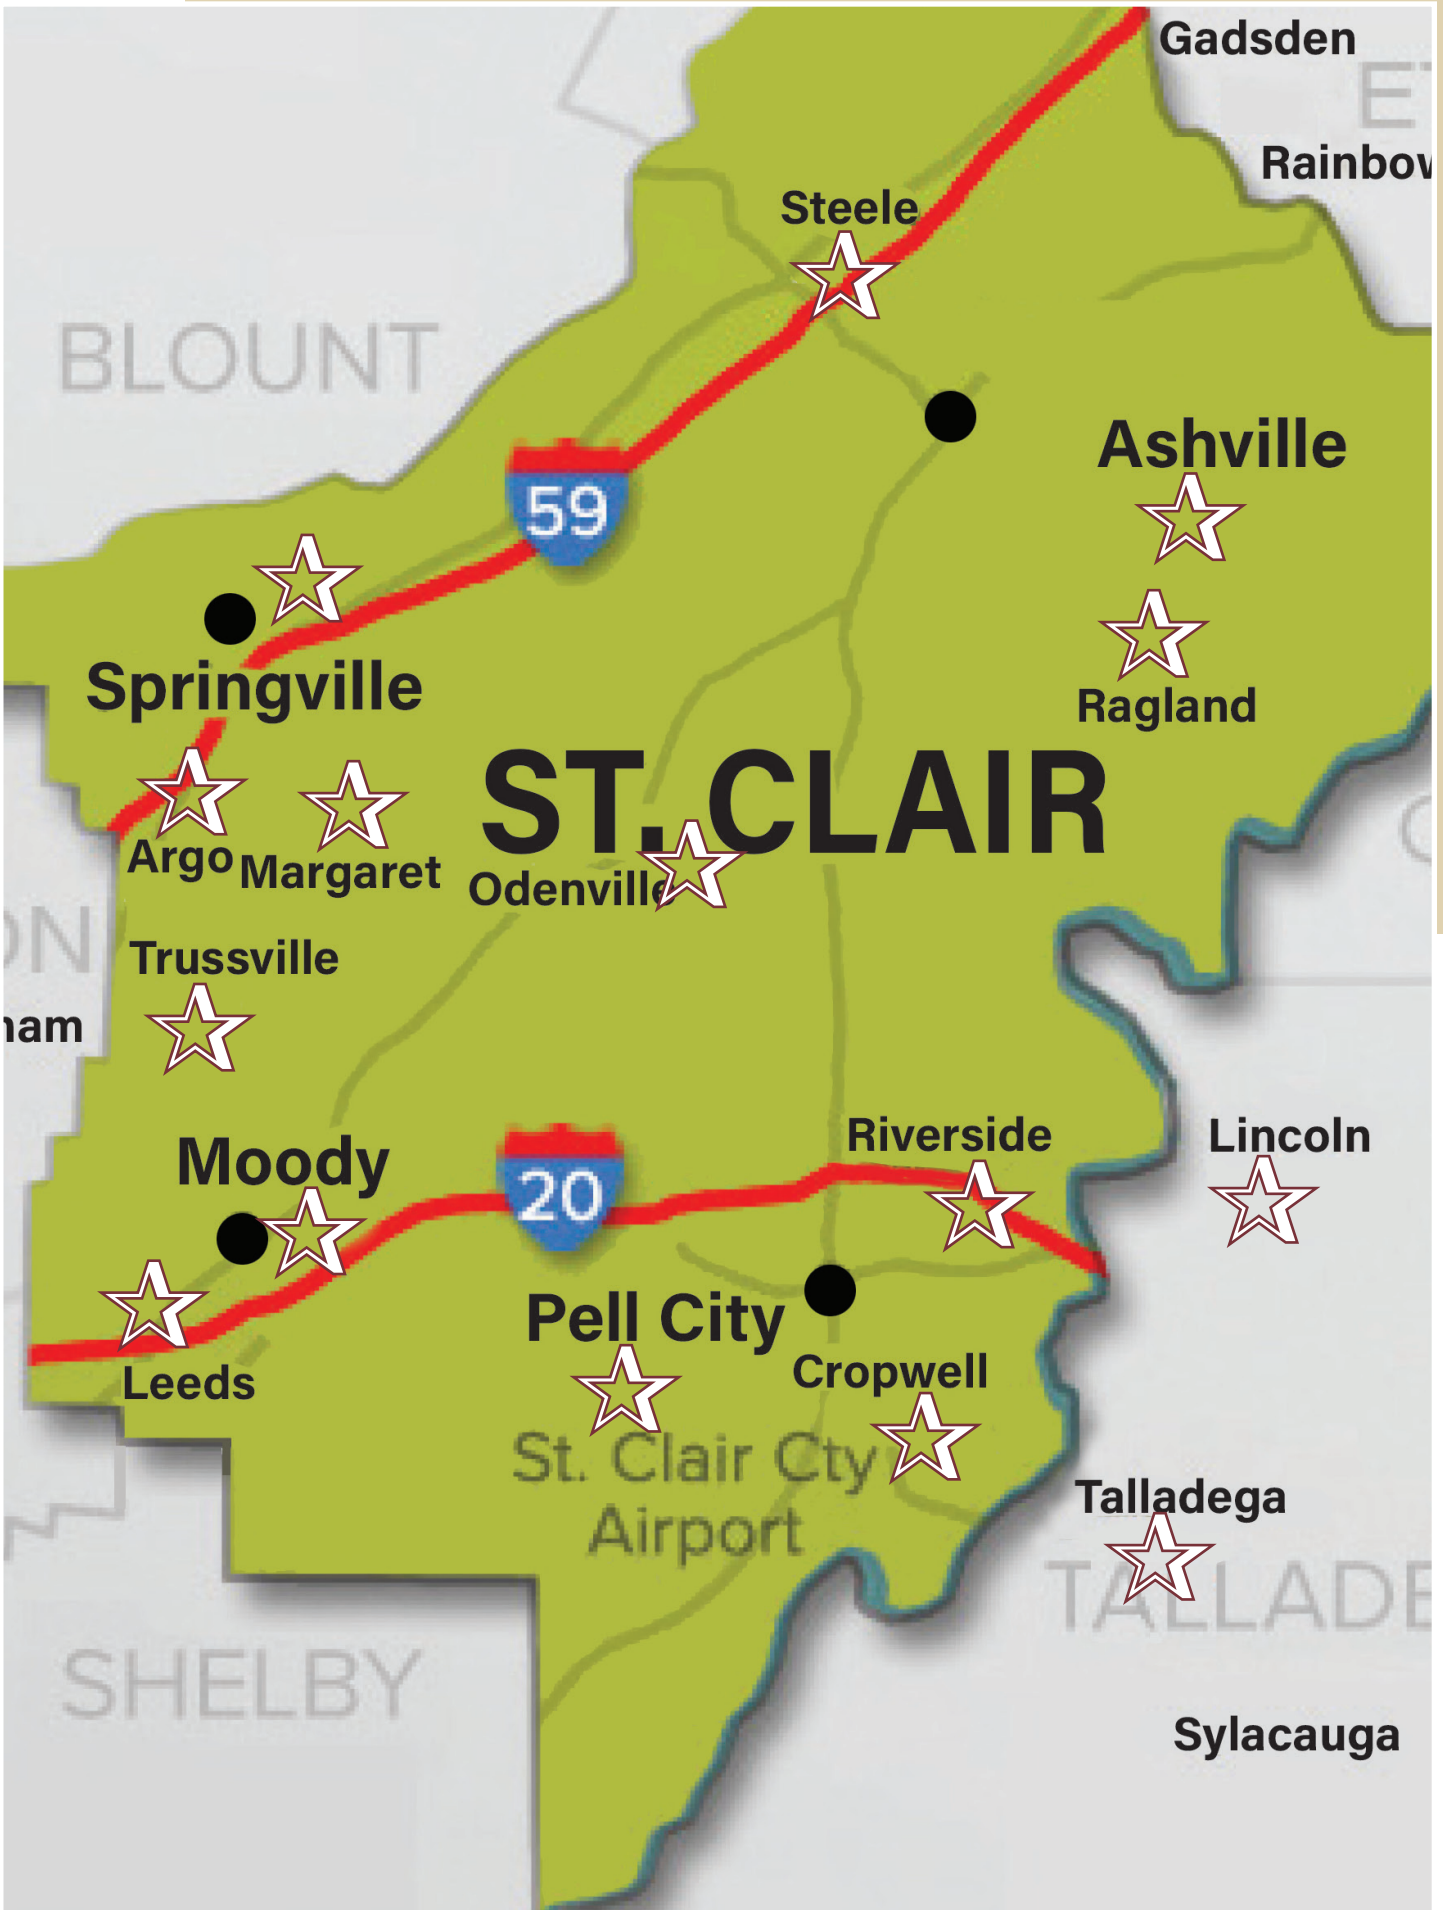 Gadsden
Steele
BLOUNT
Ashville
59
Springville
Ragland
ST. CLAIR
Argo
Margaret
Odenville
Trussville
Moody
20
Riverside
Lincoln
Pell City
Leeds
Cropwell
St. Clair Cty
Airport
Talladega
SHELBY
Sylacauga